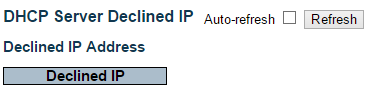 DHCP Server Declined IP Auto-refresh Refresh
Declined IP Address
Declined IP